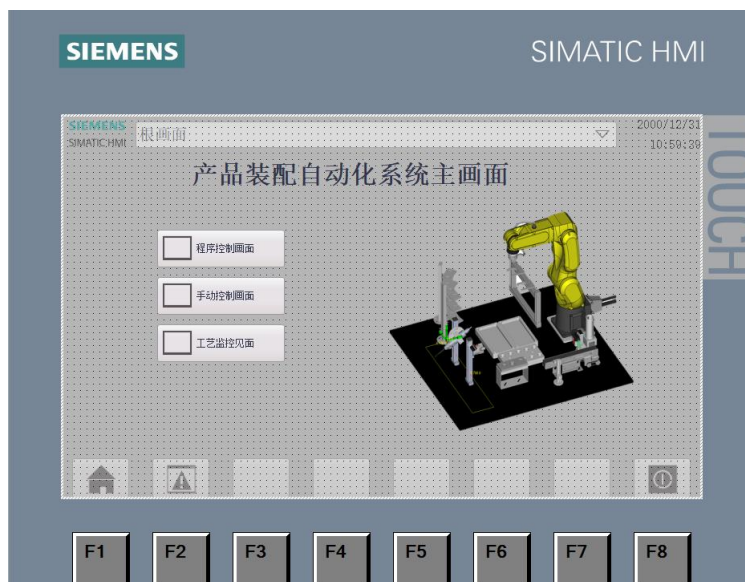 SIEMENS
SIMATIC HMI
TOUCH
SIEMENS
SIMATIC HMI
根画面
2000/12/31
10:59:39
产品装配自动化系统主画面
程序控制画面
手动控制画面
工艺监控见面
F1
F2
F3
F4
F5
F6
F7
F8